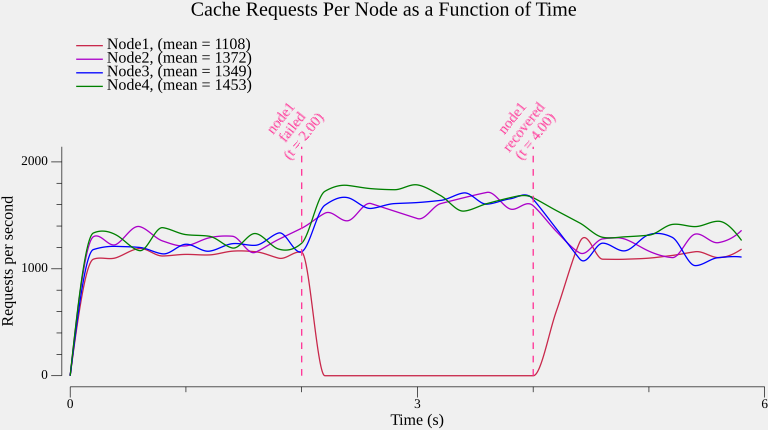 Cache Requests Per Node as a Function of Time
Node1, (mean = 1108)
Node2, (mean = 1372)
Node3, (mean = 1349)
Node4, (mean = 1453)
node1
failed
(t = 2.00)
node1
recovered
(t = 4.00)
Requests per second
2000
1000
0
0
3
6
Time (s)